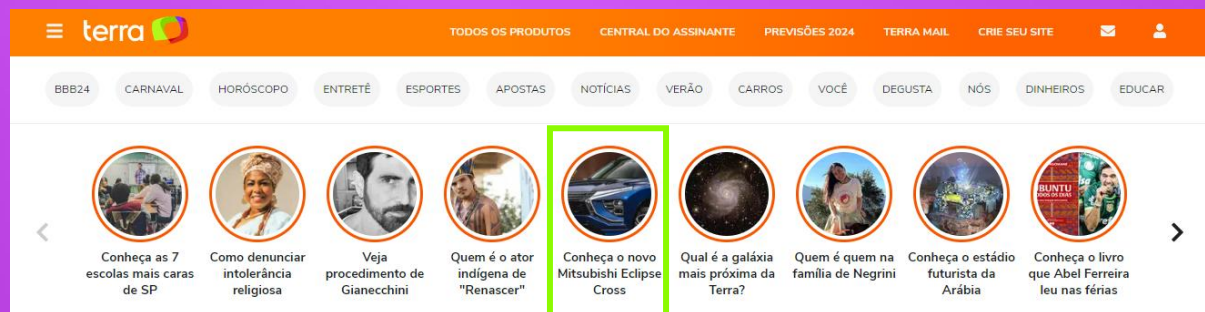 terra
TODOS OS PRODUTOS
CENTRAL DO ASSINANTE
PREVISÕES 2024
TERRA MAIL
CRIE SEU SITE
BBB24
CARNAVAL
HORÓSCOPO
ENTRETÊ
ESPORTES
APOSTAS
NOTÍCIAS
VERÃO
CARROS
VOCÊ
DEGUSTA
NÓS
DINHEIROS
EDUCAR
Conheça as 7
escolas mais caras
de SP
Como denunciar
intolerância
religiosa
Veja
procedimento de
Gianecchini
Quem é o ator
indígena de
"Renascer"
Conheça o novo
Mitsubishi Eclipse
Cross
Qual é a galáxia
mais próxima da
Terra?
Quem é quem na
família de Negrini
Conheça o estádio
futurista da
Arábia
UBUNTU
Conheça o livro
que Abel Ferreira
leu nas férias